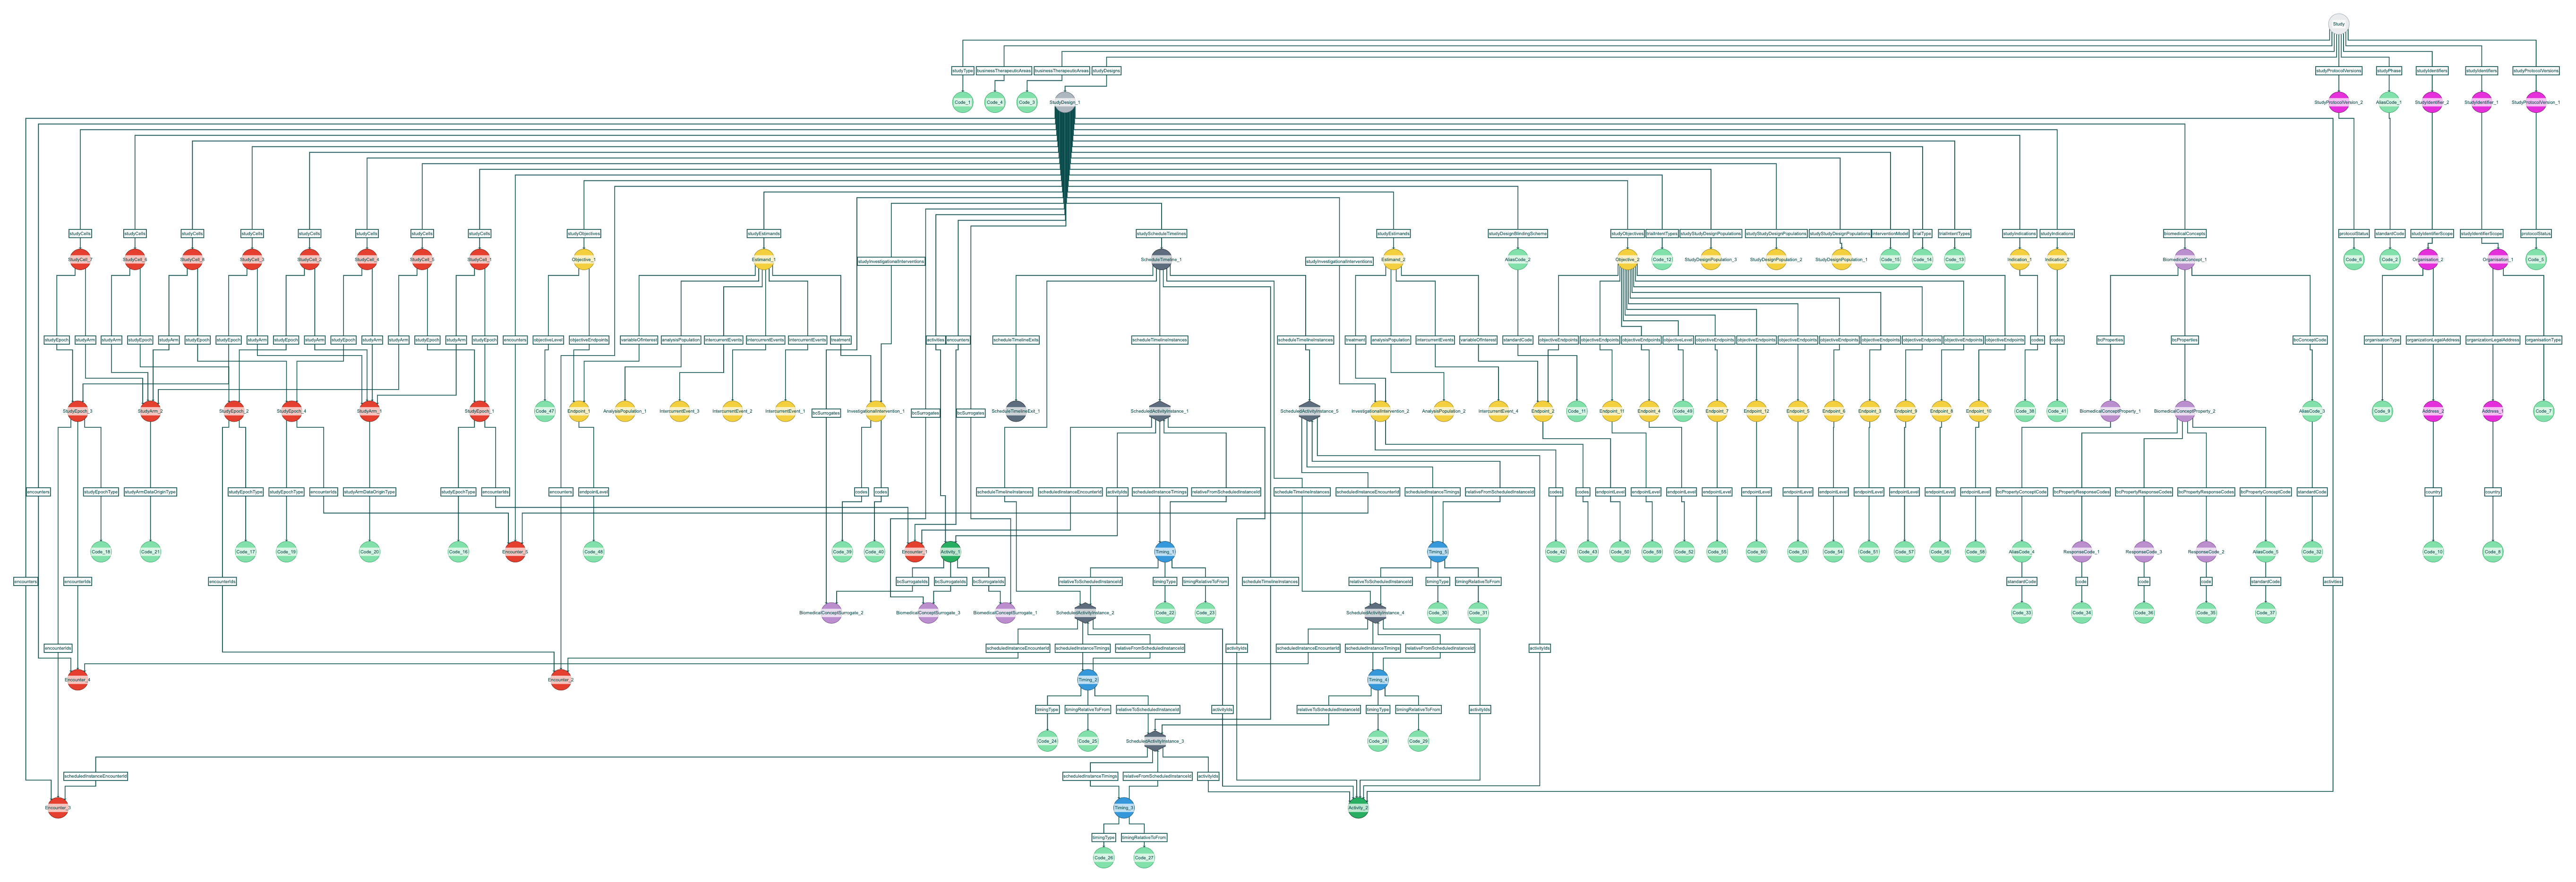 Study
studyType businessTherapeuticAreas businessTherapeuticAreas studyDesigns studyProtocolVersions studyPhase studyIdentifiers studyIdentifiers studyProtocolVersions
Code_1 Code_4 Code_3 StudyDesign_1 StudyProtocolVersion_2 AliasCode_1 StudyIdentifier_2 StudyIdentifier_1 StudyProtocolVersion_1
studyCells studyCells studyCells studyCells studyCells studyCells studyCells studyCells studyObjectives studyEstimands studyScheduleTimelines studyEstimands studyDesignBlindingScheme studyObjectives trialIntentTypes studyStudyDesignPopulations studyStudyDesignPopulations studyStudyDesignPopulations interventionModel trialType trialIntentTypes studyIndications studyIndications biomedicalConcepts protocolStatus standardCode studyIdentifierScope studyIdentifierScope protocolStatus
StudyCell_7 StudyCell_3 StudyCell_4 StudyCell_5 StudyCell_1 Objective_1 Estimand_1 studyInvestigationalInterventions ScheduleTimeline_1 studyInvestigationalInterventions Estimand_2 AliasCode_2 Objective_2 Code_12 StudyDesignPopulation_3 StudyDesignPopulation_2 StudyDesignPopulation_1 Code_15 Code_14 Code_13 Indication_1 Indication_2 BiomedicalConcept_1 Code_6 Code_2 Organisation_2 Organisation_1 Code_5
studyEpoch studyArm studyArm studyEpoch studyArm studyEpoch studyEpoch studyArm studyEpoch studyArm studyEpoch studyArm studyArm studyEpoch studyArm studyEpoch encounters objectiveLevel objectiveEndpoints variableOfInterest analysisPopulation intercurrentEvents intercurrentEvents intercurrentEvents treatment activities encounters scheduleTimelineExits scheduleTimelineInstances scheduleTimelineInstances treatment analysisPopulation intercurrentEvents variableOfInterest standardCode objectiveEndpoints objectiveEndpoints objectiveEndpoints objectiveLevel objectiveEndpoints objectiveEndpoints objectiveEndpoints objectiveEndpoints objectiveEndpoints objectiveEndpoints objectiveEndpoints objectiveEndpoints codes codes bcProperties bcProperties bcConceptCode organisationType organizationLegalAddress organizationLegalAddress organisationType
StudyEpoch_3 StudyArm_2 StudyEpoch_2 StudyEpoch_4 StudyArm_1 StudyEpoch_1 Code_47 Endpoint_1 AnalysisPopulation_1 IntercurrentEvent_3 IntercurrentEvent_2 IntercurrentEvent_1 bcSurrogates InvestigationalIntervention_1 bcSurrogates bcSurrogates ScheduleTimelineExit_1 ScheduledActivityInstance_1 ScheduledActivityInstance_5 InvestigationalIntervention_2 AnalysisPopulation_2 IntercurrentEvent_4 Endpoint_2 Code_11 Endpoint_11 Endpoint_4 Code_49 Endpoint_7 Endpoint_12 Endpoint_5 Endpoint_6 Endpoint_3 Endpoint_9 Endpoint_8 Endpoint_10 Code_38 Code_41 BiomedicalConceptProperty_1 BiomedicalConceptProperty_2 AliasCode_3 Code_9 Address_2 Address_1 Code_7
encounters studyEpochType studyArmDataOriginType studyEpochType studyEpochType encounterIds studyArmDataOriginType studyEpochType encounterIds encounters endpointLevel codes codes scheduleTimelineInstances scheduledInstanceEncounterId activityIds scheduledInstanceTimings relativeFromScheduledInstanceId scheduleTimelineInstances scheduledInstanceEncounterId scheduledInstanceTimings relativeFromScheduledInstanceId codes codes endpointLevel endpointLevel endpointLevel endpointLevel endpointLevel endpointLevel endpointLevel endpointLevel endpointLevel endpointLevel endpointLevel bcPropertyConceptCode bcPropertyResponseCodes bcPropertyResponseCodes bcPropertyResponseCodes bcPropertyConceptCode standardCode country country
Code_18 Code_21 Code_17 Code_19 Code_20 Code_16 Encounter_5 Code_48 Code_39 Code_40 Encounter_1 Activity_1 Timing_1 Timing_5 Code_42 Code_43 Code_50 Code_59 Code_52 Code_55 Code_60 Code_53 Code_54 Code_51 Code_57 Code_56 Code_58 AliasCode_4 ResponseCode_1 ResponseCode_3 ResponseCode_2 AliasCode_5 Code_32 Code_10 Code_8
encounters encounterIds encounterIds bcSurrogateIds bcSurrogateIds bcSurrogateIds relativeToScheduledInstanceId timingType timingRelativeToFrom scheduleTimelineInstances relativeToScheduledInstanceId timingType timingRelativeToFrom standardCode code code code standardCode activities
BiomedicalConceptSurrogate_2 BiomedicalConceptSurrogate_3 BiomedicalConceptSurrogate_1 ScheduledActivityInstance_2 Code_22 Code_23 ScheduledActivityInstance_4 Code_30 Code_31 Code_33 Code_34 Code_36 Code_35 Code_37
encounterIds scheduledInstanceEncounterId scheduledInstanceTimings relativeFromScheduledInstanceId activityIds scheduledInstanceEncounterId scheduledInstanceTimings relativeFromScheduledInstanceId activityIds
Encounter_4 Encounter_2 Timing_2 Timing_4
timingType timingRelativeToFrom relativeToScheduledInstanceId activityIds relativeToScheduledInstanceId timingType timingRelativeToFrom activityIds
Code_24 Code_25 ScheduledActivityInstance_3 Code_28 Code_29
scheduledInstanceEncounterId scheduledInstanceTimings relativeFromScheduledInstanceId activityIds
Encounter_3 Timing_3 Activity_2
timingType timingRelativeToFrom
Code_26 Code_27